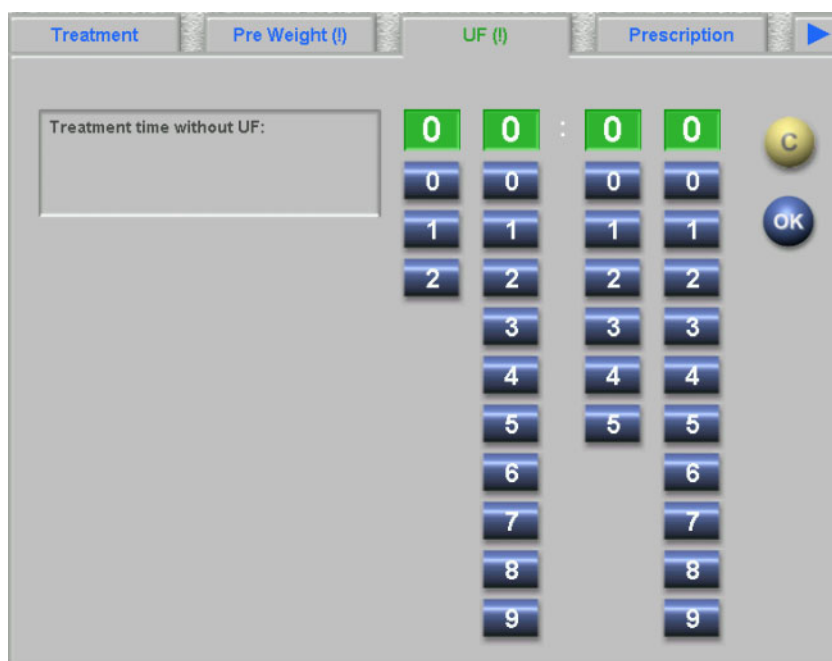 Treatment
Pre Weight (!)
UF (!)
Prescription
Treatment time without UF:
0 0 : 0 0
C
0 0 0 0
1 1 1 1
OK
2 2 2 2
3 3 3
4 4 4
5 5 5
6 6
7 7
8 8
9 9